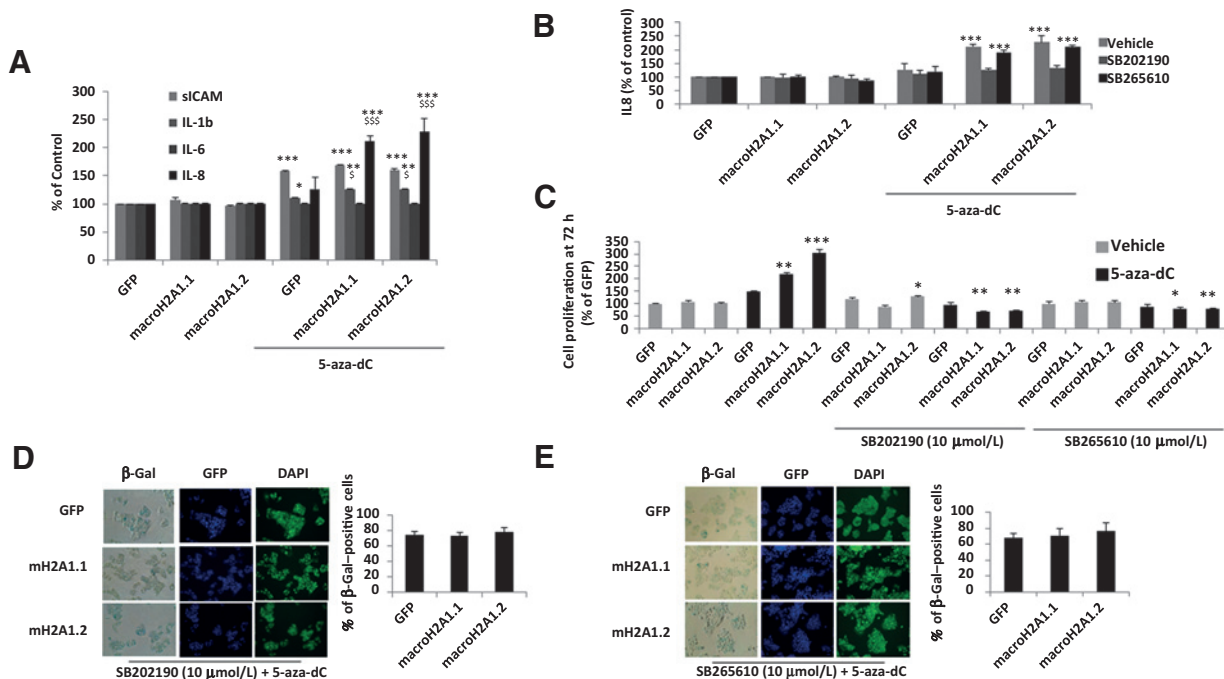 A
% of Control
300
250
200
150
100
50
0
sICAM
IL-1b
IL-6
IL-8
***
*
***
**
$
***
$$$
***
**
$
***
$$$
GFP
macroH2A1.1
macroH2A1.2
GFP
macroH2A1.1
macroH2A1.2
5-aza-dC
B
IL8 (% of control)
250
200
150
100
50
0
***
***
***
***
Vehicle
SB202190
SB265610
GFP
macroH2A1.1
macroH2A1.2
GFP
macroH2A1.1
macroH2A1.2
5-aza-dC
C
Cell proliferation at 72 h
(% of GFP)
350
300
250
200
150
100
50
0
**
***
*
**
**
*
**
Vehicle
5-aza-dC
GFP
macroH2A1.1
macroH2A1.2
GFP
macroH2A1.1
macroH2A1.2
GFP
macroH2A1.1
macroH2A1.2
GFP
macroH2A1.1
macroH2A1.2
GFP
macroH2A1.1
macroH2A1.2
GFP
macroH2A1.1
macroH2A1.2
SB202190 (10 μmol/L)
SB265610 (10 μmol/L)
D
β-Gal
GFP
DAPI
GFP
mH2A1.1
mH2A1.2
SB202190 (10 μmol/L) + 5-aza-dC
% of β-Gal–positive cells
100
80
60
40
20
0
GFP
macroH2A1.1
macroH2A1.2
E
β-Gal
GFP
DAPI
GFP
mH2A1.1
mH2A1.2
SB265610 (10 μmol/L) + 5-aza-dC
% of β-Gal–positive cells
100
80
60
40
20
0
GFP
macroH2A1.1
macroH2A1.2